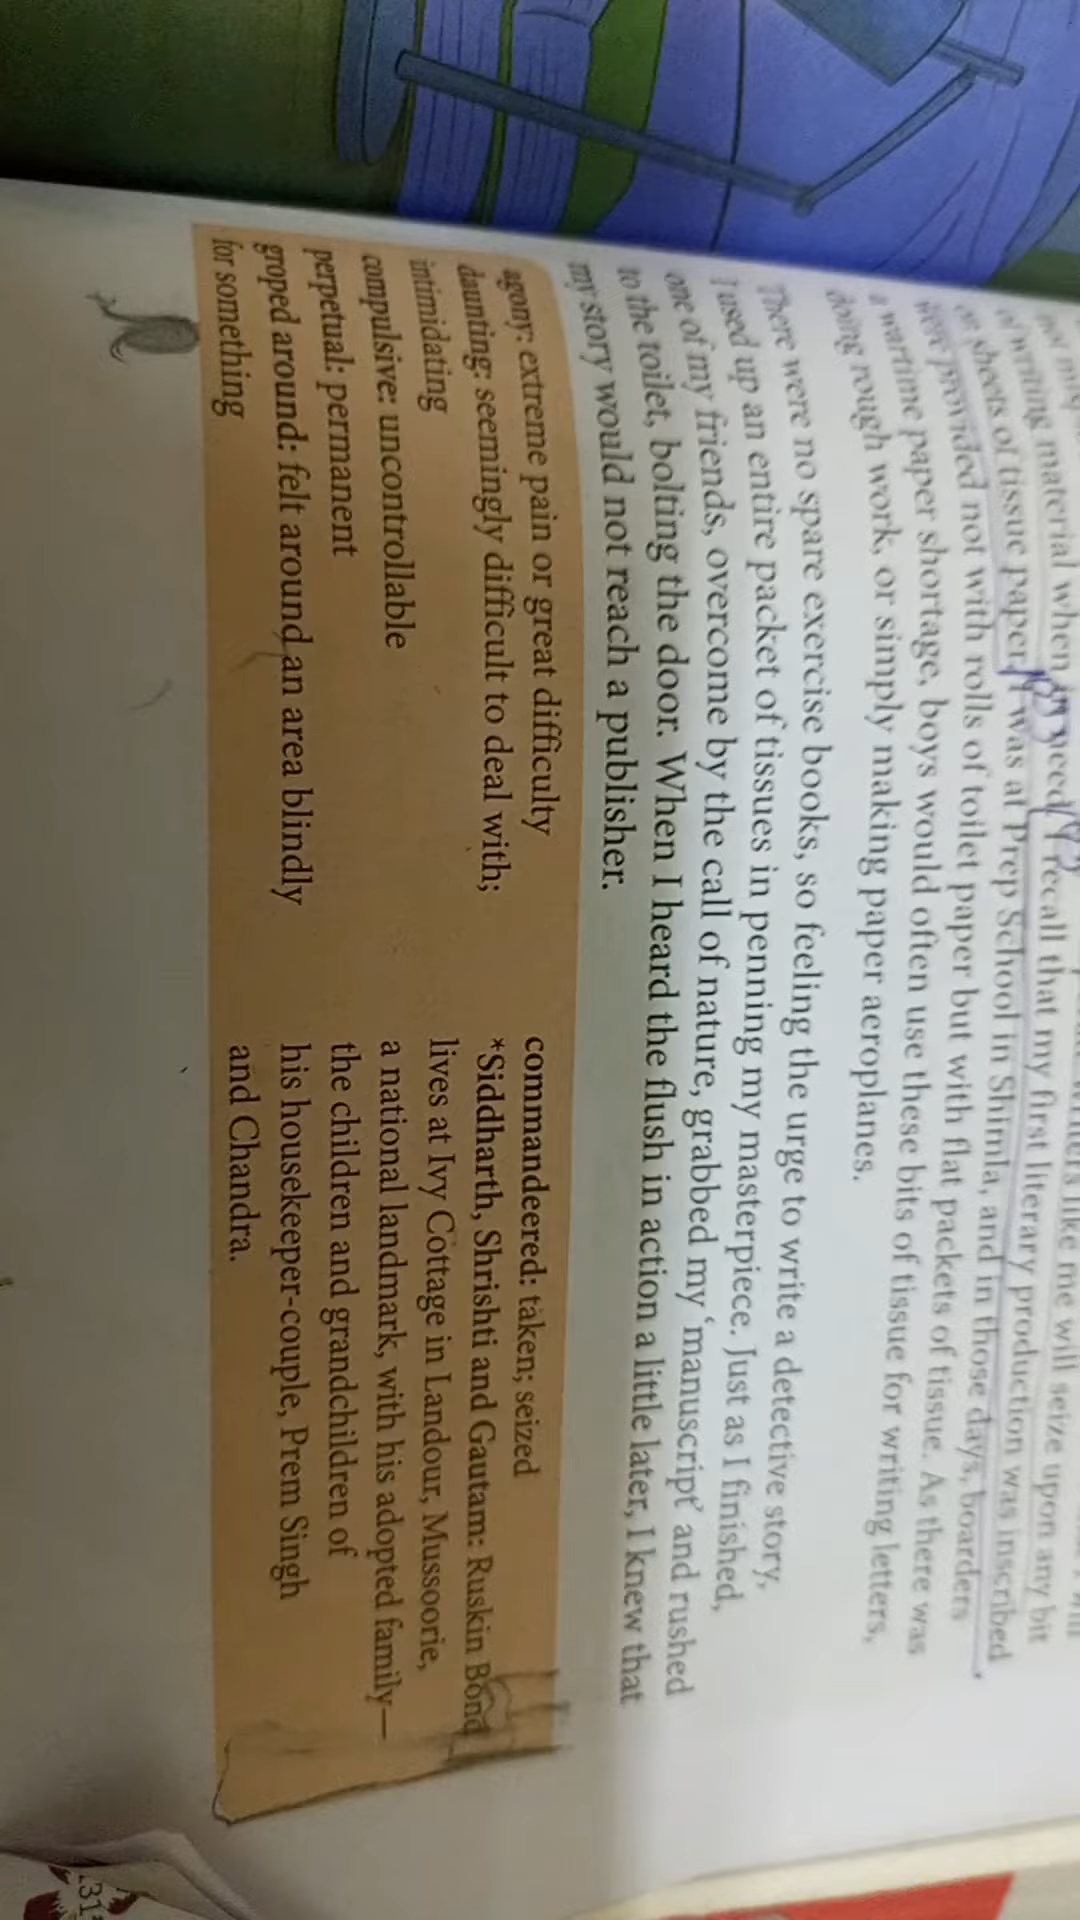 writers like me will seize upon any bit
of writing material when in need. I recall that my first literary production was inscribed
on sheets of tissue paper. I was at Prep School in Shimla, and in those days, boarders
were provided not with rolls of toilet paper but with flat packets of tissue. As there was
a wartime paper shortage, boys would often use these bits of tissue for writing letters,
doing rough work, or simply making paper aeroplanes.
There were no spare exercise books, so feeling the urge to write a detective story,
I used up an entire packet of tissues in penning my masterpiece. Just as I finished,
one of my friends, overcome by the call of nature, grabbed my ‘manuscript’ and rushed
to the toilet, bolting the door. When I heard the flush in action a little later, I knew that
my story would not reach a publisher.
agony: extreme pain or great difficulty
daunting: seemingly difficult to deal with;
intimidating
compulsive: uncontrollable
perpetual: permanent
groped around: felt around an area blindly
for something
commandeered: taken; seized
*Siddharth, Shrishti and Gautam: Ruskin Bond
lives at Ivy Cottage in Landour, Mussoorie,
a national landmark, with his adopted family—
the children and grandchildren of
his housekeeper-couple, Prem Singh
and Chandra.